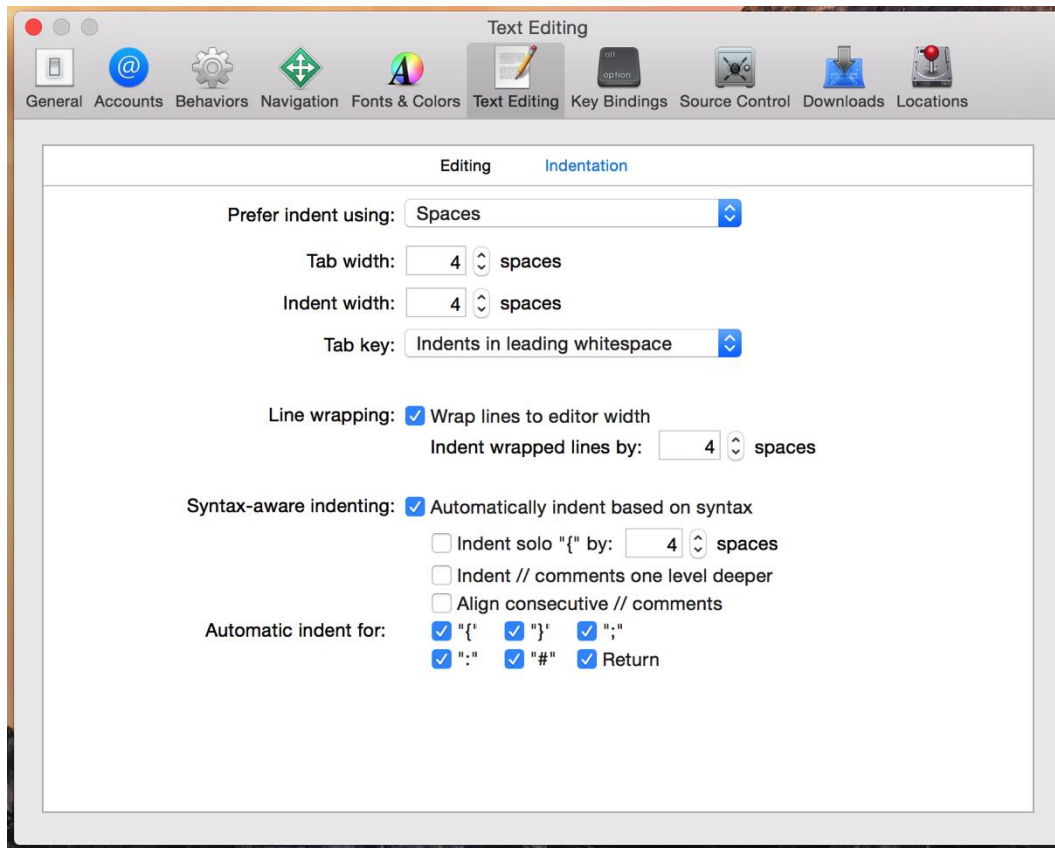 Text Editing
@
alt
option
General Accounts Behaviors Navigation Fonts & Colors Text Editing Key Bindings Source Control Downloads Locations
Editing Indentation
Prefer indent using: Spaces
Tab width: 4 spaces
Indent width: 4 spaces
Tab key: Indents in leading whitespace
Line wrapping: Wrap lines to editor width
Indent wrapped lines by: 4 spaces
Syntax-aware indenting: Automatically indent based on syntax
Indent solo "{" by: 4 spaces
Indent // comments one level deeper
Align consecutive // comments
Automatic indent for: "{" "}" ";"
":" "#" Return